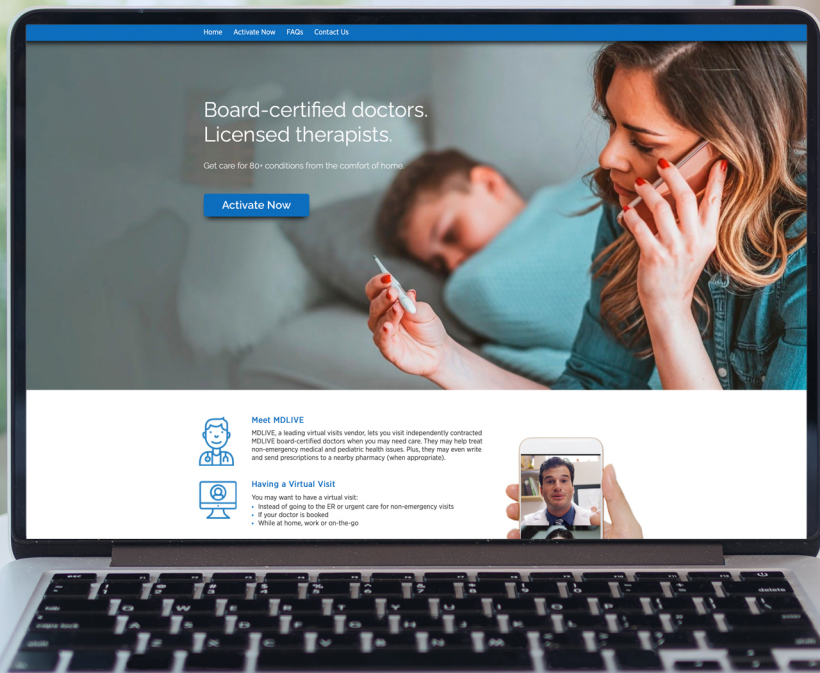 Home Activate Now FAQs Contact Us
Board-certified doctors.
Licensed therapists.
Get care for 80+ conditions from the comfort of home.
Activate Now
Meet MDLIVE
MDLIVE, a leading virtual visits vendor, lets you visit independently contracted
MDLIVE board-certified doctors when you may need care. They may help treat
non-emergency medical and pediatric health issues. Plus, they may even write
and send prescriptions to a nearby pharmacy (when appropriate).
Having a Virtual Visit
You may want to have a virtual visit:
• Instead of going to the ER or urgent care for non-emergency visits
• If your doctor is booked
• While at home, work or on-the-go
delete